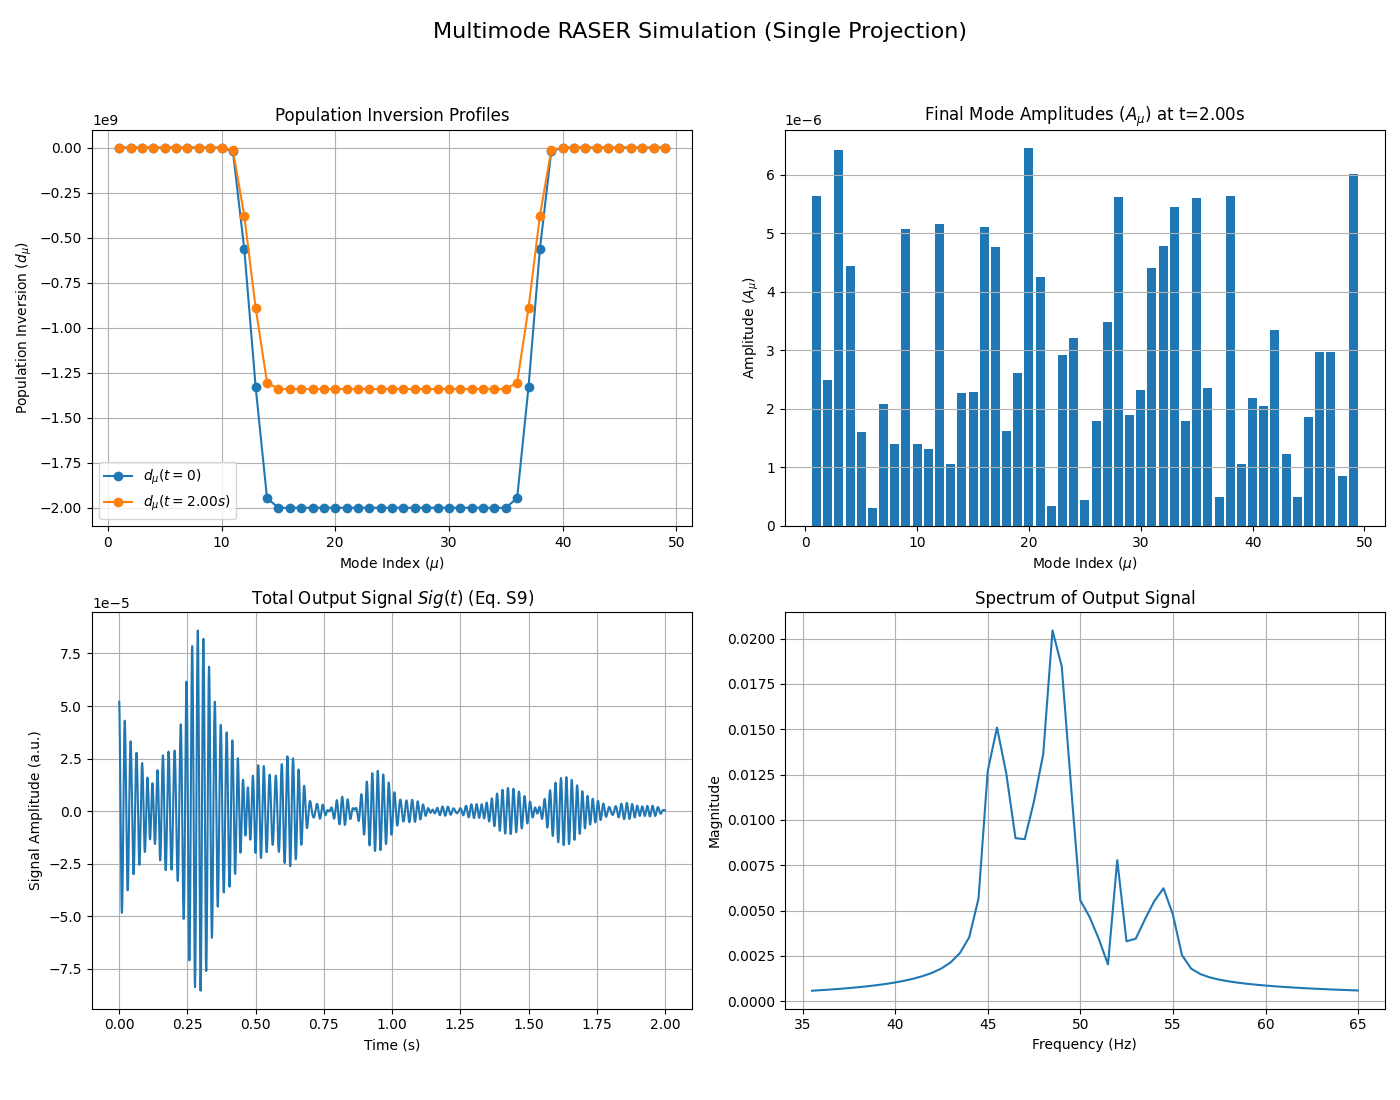 Multimode RASER Simulation (Single Projection)
Population Inversion Profiles
1e9
0.00
−0.25
−0.50
−0.75
−1.00
−1.25
−1.50
−1.75
−2.00
Population Inversion (dμ)
dμ(t = 0)
dμ(t = 2.00s)
0 10 20 30 40 50
Mode Index (μ)
Final Mode Amplitudes (Aμ) at t=2.00s
1e−6
6
5
4
3
2
1
0
Amplitude (Aμ)
0 10 20 30 40 50
Mode Index (μ)
Total Output Signal Sig(t) (Eq. S9)
1e−5
7.5
5.0
2.5
0.0
−2.5
−5.0
−7.5
Signal Amplitude (a.u.)
0.00 0.25 0.50 0.75 1.00 1.25 1.50 1.75 2.00
Time (s)
Spectrum of Output Signal
0.0200
0.0175
0.0150
0.0125
0.0100
0.0075
0.0050
0.0025
0.0000
Magnitude
35 40 45 50 55 60 65
Frequency (Hz)